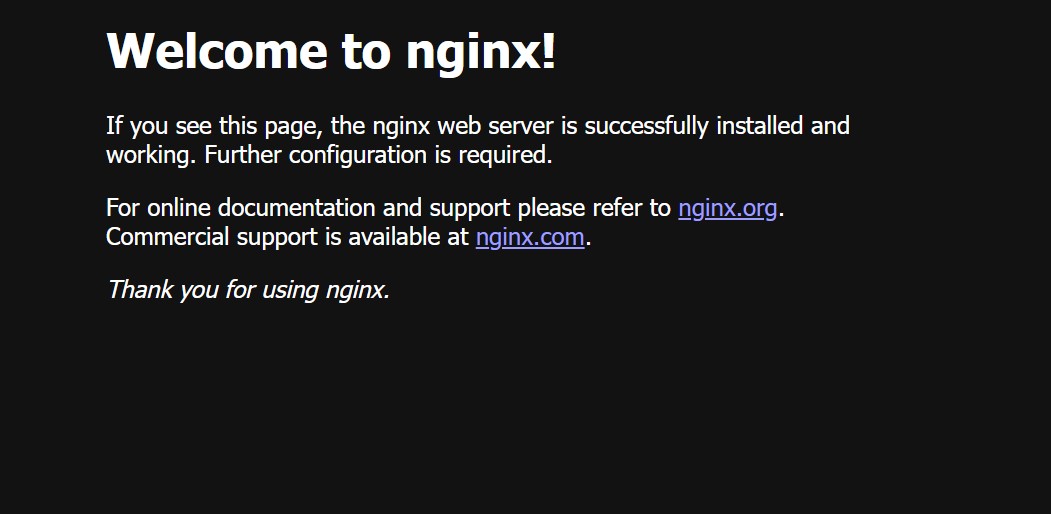 Welcome to nginx!
If you see this page, the nginx web server is successfully installed and
working. Further configuration is required.
For online documentation and support please refer to nginx.org.
Commercial support is available at nginx.com.
Thank you for using nginx.